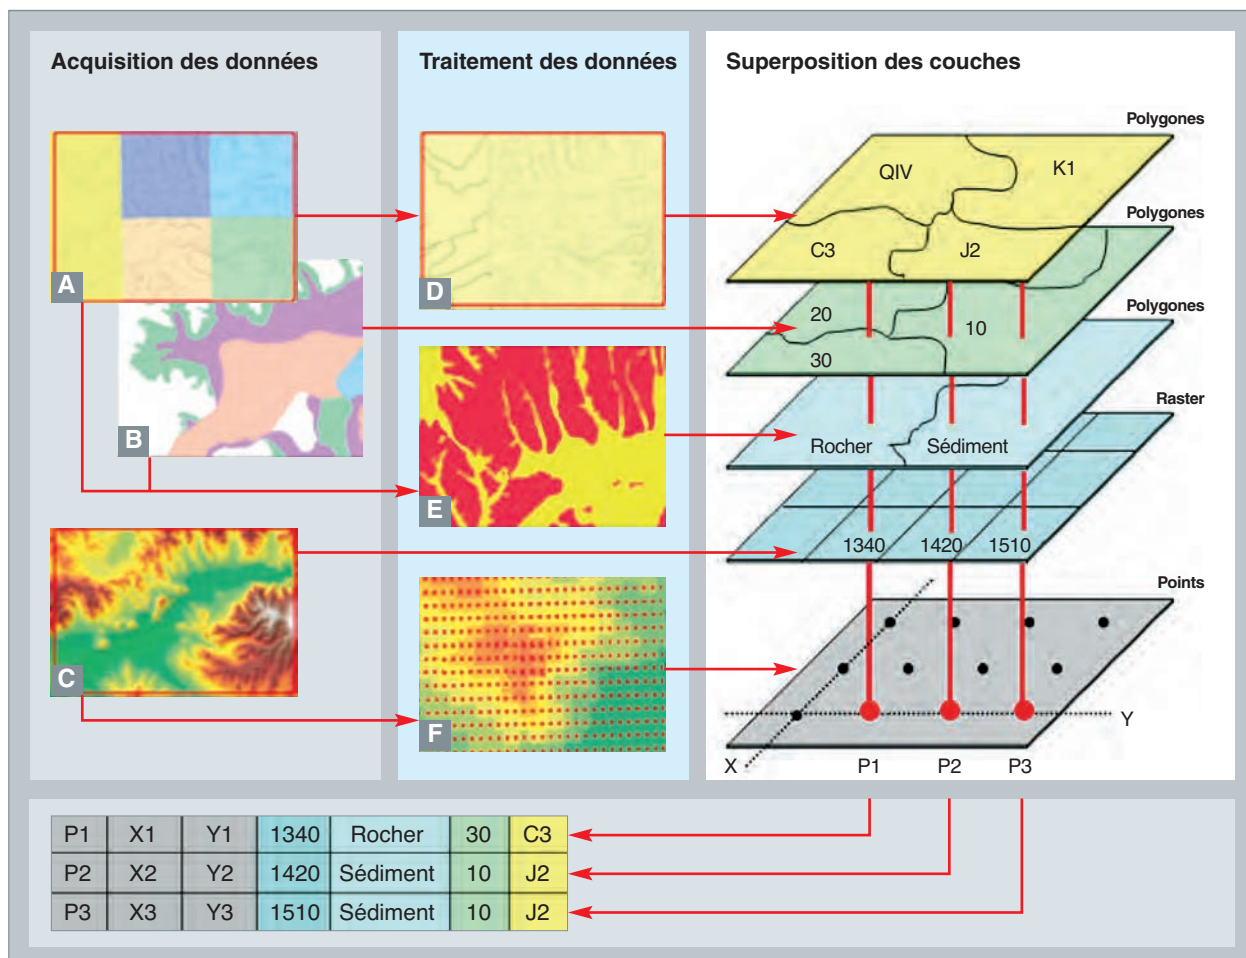 Acquisition des données
Traitement des données
Superposition des couches
A
B
C
D
E
F
Polygones
QIV
K1
C3
J2
Polygones
20
10
30
Polygones
Rocher
Sédiment
Raster
1340
1420
1510
Points
Y
X
P1
P2
P3
P1 X1 Y1 1340 Rocher 30 C3
P2 X2 Y2 1420 Sédiment 10 J2
P3 X3 Y3 1510 Sédiment 10 J2